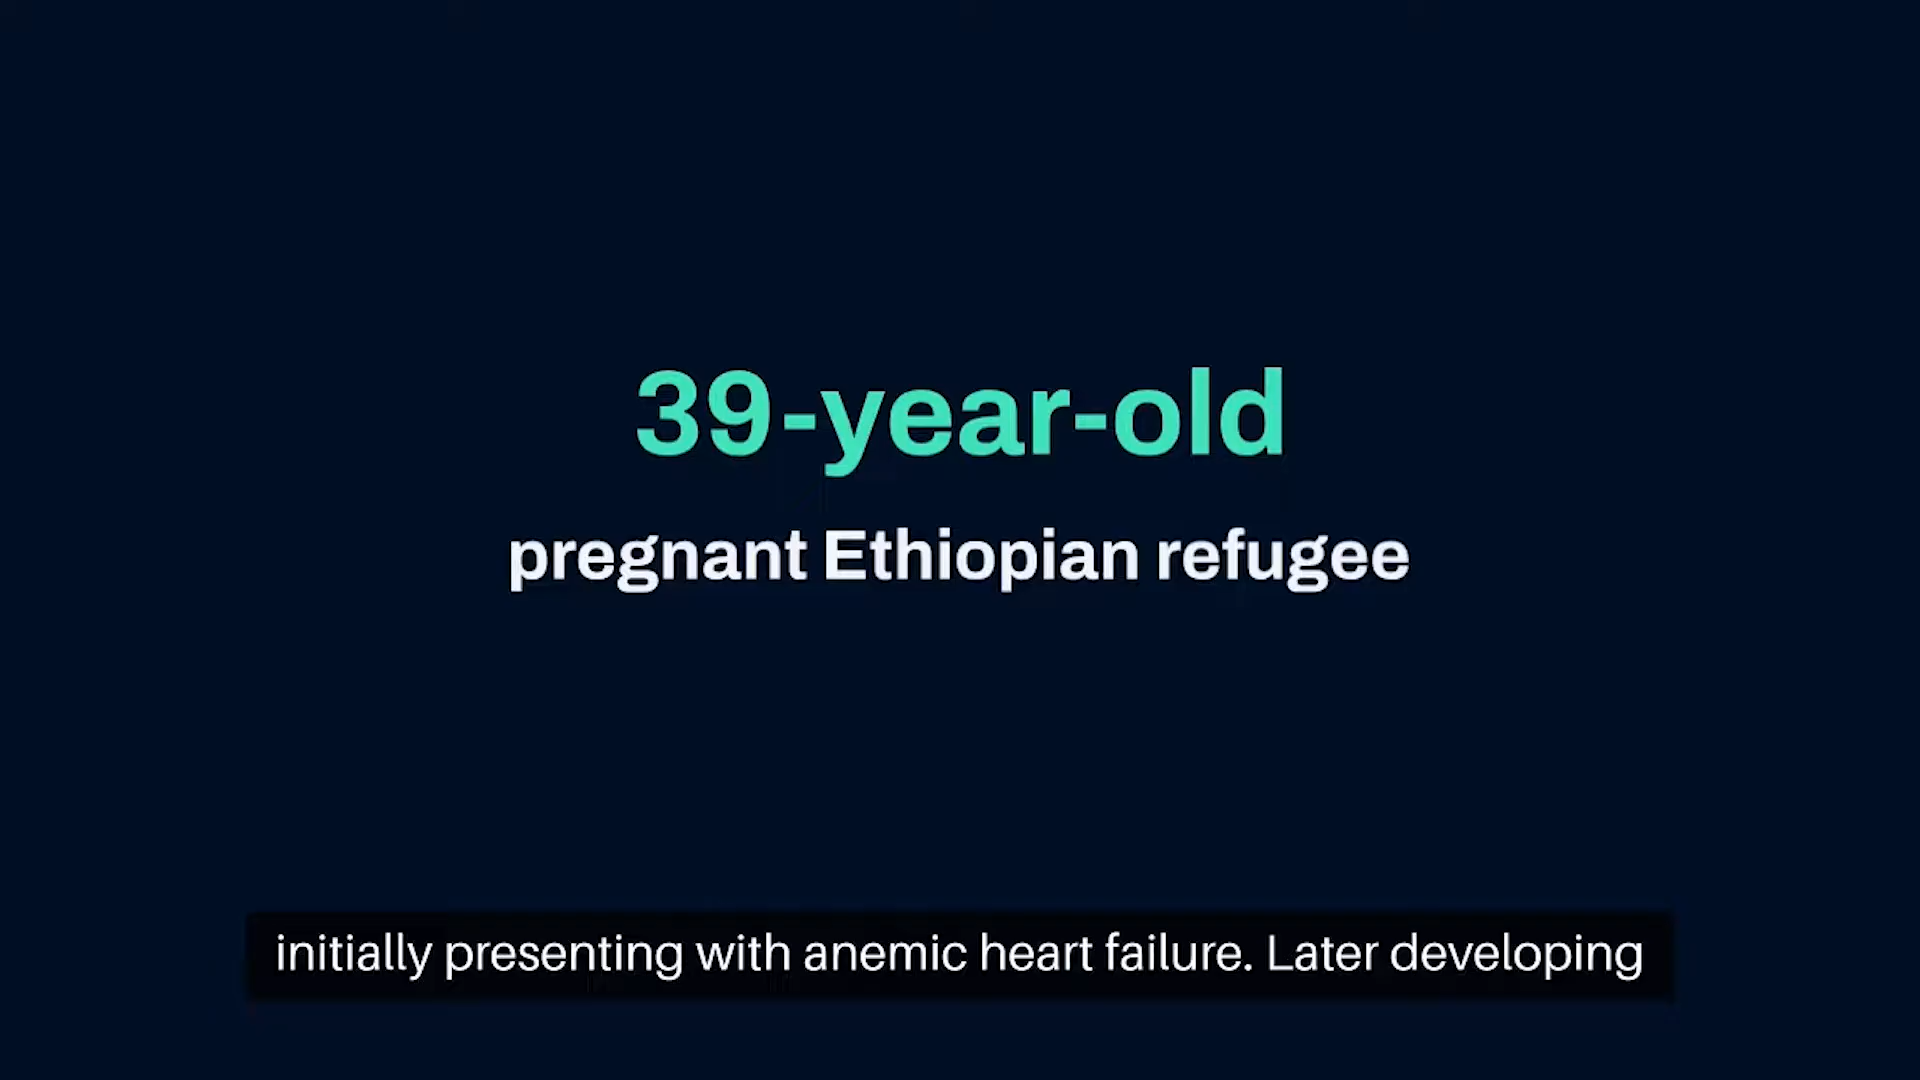 39-year-old
pregnant Ethiopian refugee
initially presenting with anemic heart failure. Later developing